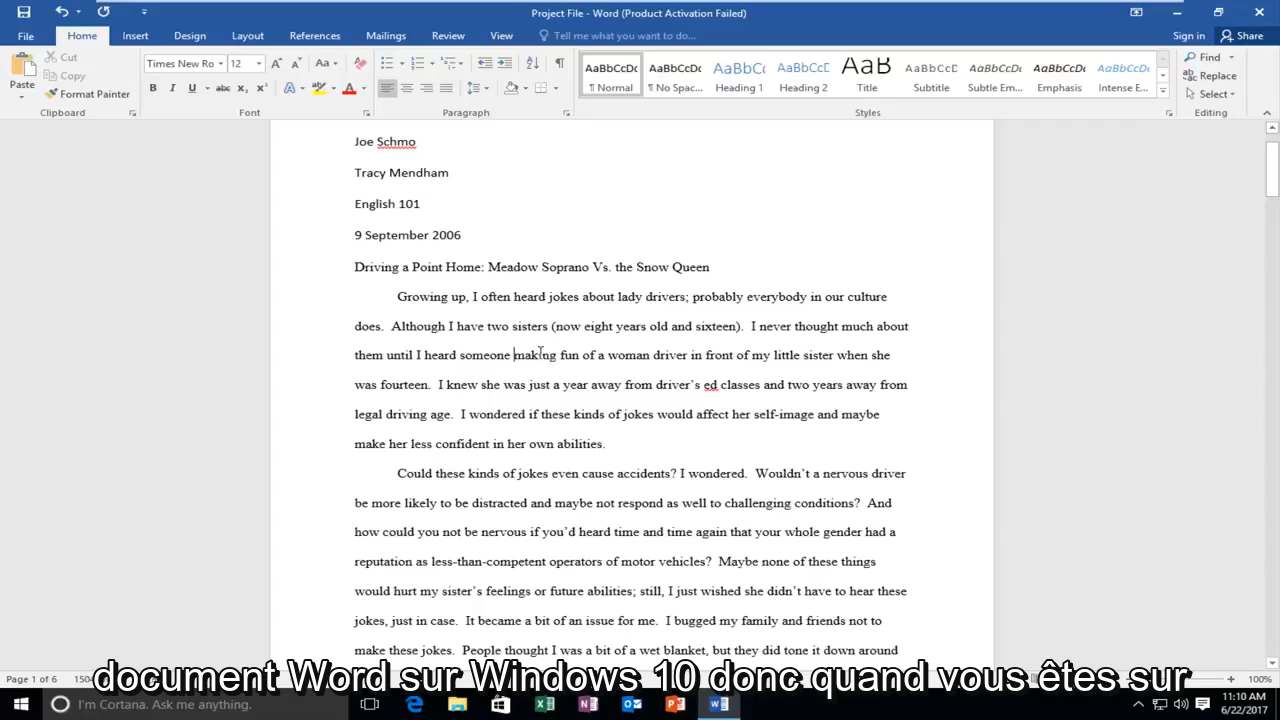 Project File - Word (Product Activation Failed)
File Home Insert Design Layout References Mailings Review View Tell me what you want to do... Sign in Share
Paste Cut Copy Format Painter Clipboard
Times New Ro 12 Aa Font
Paragraph
AaBbCcDc ¶ Normal
AaBbCcDc ¶ No Spac...
AaBbCc Heading 1
AaBbCcD Heading 2
AaB Title
AaBbCcD Subtitle
AaBbCcDc Subtle Em...
AaBbCcDc Emphasis
AaBbCcDc Intense E...
Styles
Find
Replace
Select
Editing
Joe Schmo
Tracy Mendham
English 101
9 September 2006
Driving a Point Home: Meadow Soprano Vs. the Snow Queen
Growing up, I often heard jokes about lady drivers; probably everybody in our culture
does. Although I have two sisters (now eight years old and sixteen). I never thought much about
them until I heard someone making fun of a woman driver in front of my little sister when she
was fourteen. I knew she was just a year away from driver’s ed classes and two years away from
legal driving age. I wondered if these kinds of jokes would affect her self-image and maybe
make her less confident in her own abilities.
Could these kinds of jokes even cause accidents? I wondered. Wouldn’t a nervous driver
be more likely to be distracted and maybe not respond as well to challenging conditions? And
how could you not be nervous if you’d heard time and time again that your whole gender had a
reputation as less-than-competent operators of motor vehicles? Maybe none of these things
would hurt my sister’s feelings or future abilities; still, I just wished she didn’t have to hear these
jokes, just in case. It became a bit of an issue for me. I bugged my family and friends not to
make these jokes. People thought I was a bit of a wet blanket, but they did tone it down around
document Word sur Windows 10 donc quand vous êtes sur
Page 1 of 6
100%
I'm Cortana. Ask me anything.
11:10 AM
6/22/2017